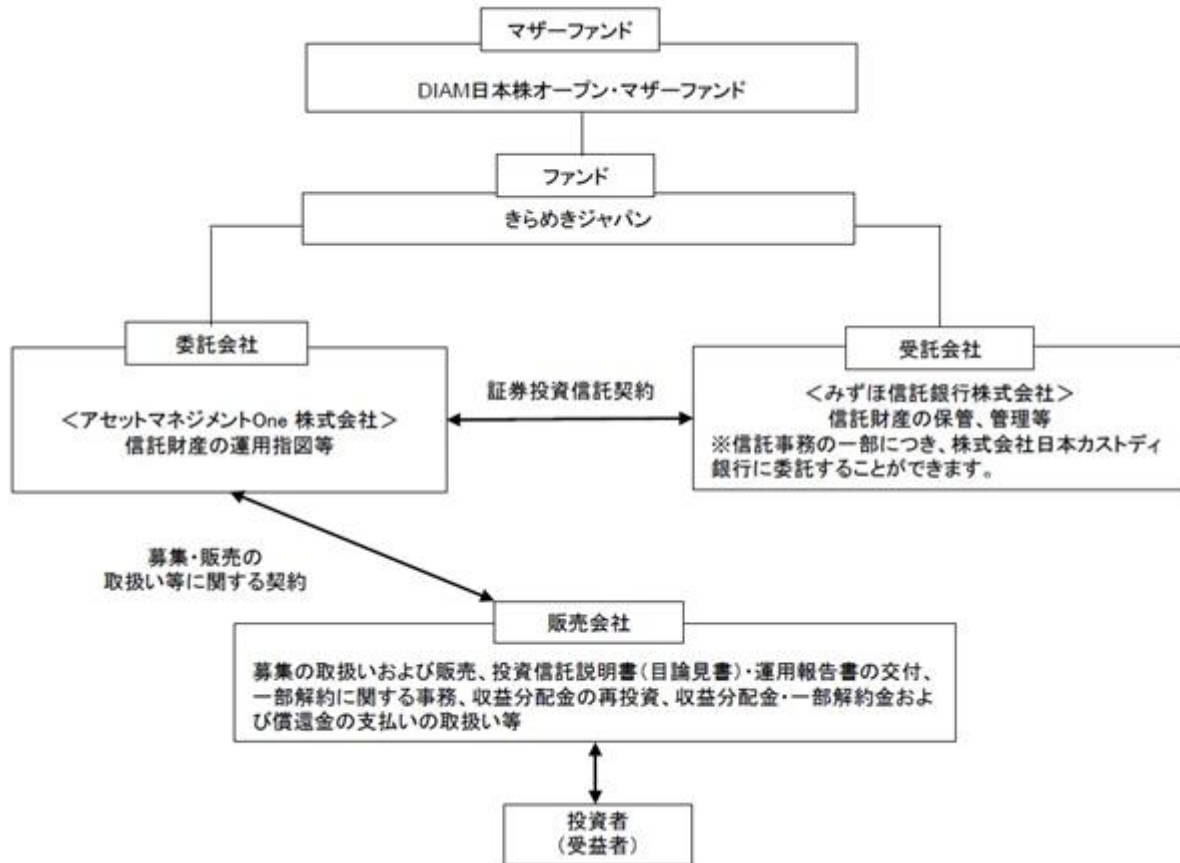 マザーファンド
DIAM日本株オープン・マザーファンド
ファンド
きらめきジャパン
委託会社
<アセットマネジメントOne 株式会社>
信託財産の運用指図等
証券投資信託契約
受託会社
<みずほ信託銀行株式会社>
信託財産の保管、管理等
※信託事務の一部につき、株式会社日本カストディ
銀行に委託することができます。
募集・販売の
取扱い等に関する契約
販売会社
募集の取扱いおよび販売、投資信託説明書(目論見書)・運用報告書の交付、
一部解約に関する事務、収益分配金の再投資、収益分配金・一部解約金およ
び償還金の支払いの取扱い等
投資者
(受益者)